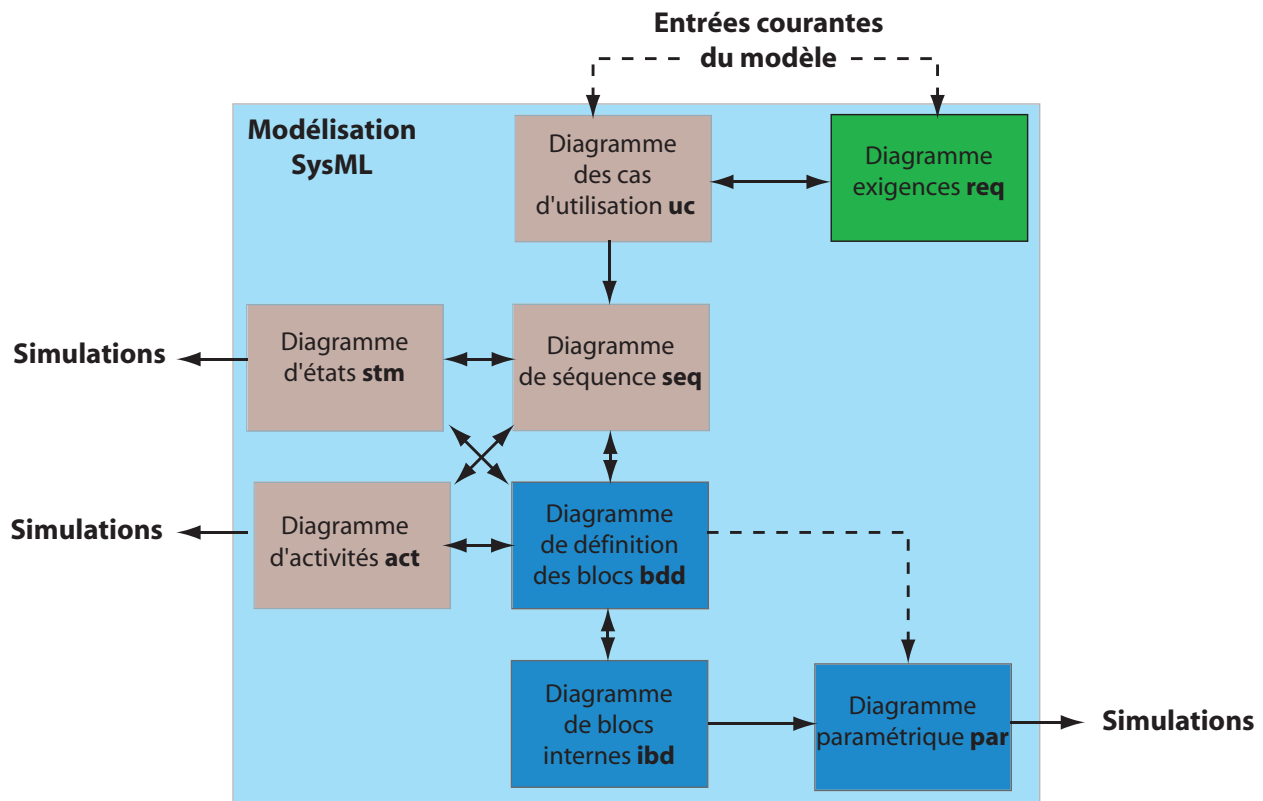 Entrées courantes
du modèle
Modélisation
SysML
Diagramme
des cas
d'utilisation uc
Diagramme
exigences req
Simulations
Diagramme
d'états stm
Diagramme
de séquence seq
Simulations
Diagramme
d'activités act
Diagramme
de définition
des blocs bdd
Diagramme
de blocs
internes ibd
Diagramme
paramétrique par
Simulations